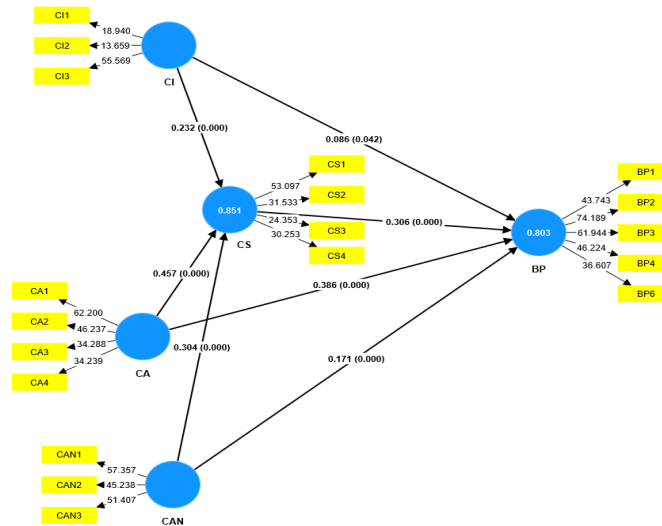 CI1
18.940
CI2
13.659
CI3
55.569
CI
0.232 (0.000)
0.086 (0.042)
CS1
53.097
CS2
31.533
0.851
24.353
CS3
30.253
CS4
CS
0.306 (0.000)
BP1
43.743
BP2
74.189
0.803
61.944
BP3
46.224
BP4
36.607
BP6
BP
0.457 (0.000)
0.386 (0.000)
CA1
62.200
CA2
46.237
CA3
34.288
34.239
CA4
CA
0.304 (0.000)
0.171 (0.000)
CAN1
57.357
CAN2
45.238
51.407
CAN3
CAN